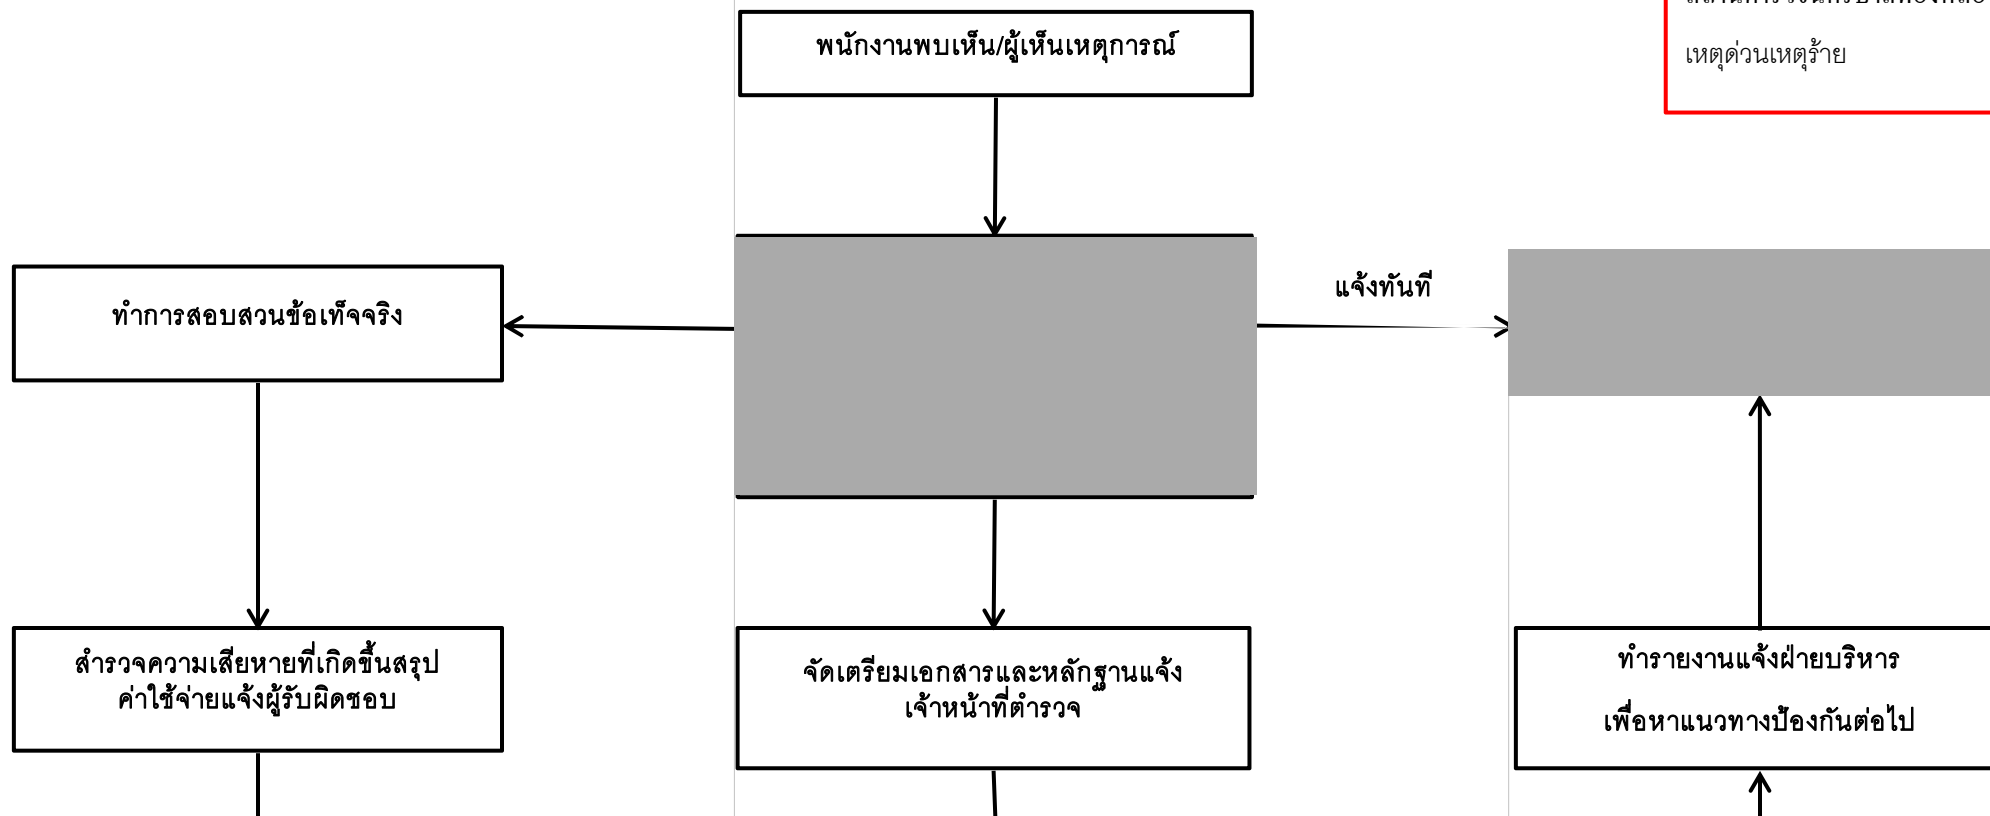 เหตุด่วนเหตุร้าย
พนักงานพบเห็น/ผู้เห็นเหตุการณ์
แจ้งทันที
ทำการสอบสวนข้อเท็จจริง
สำรวจความเสียหายที่เกิดขึ้นสรุป
ค่าใช้จ่ายแจ้งผู้รับผิดชอบ
จัดเตรียมเอกสารและหลักฐานแจ้ง
เจ้าหน้าที่ตำรวจ
ทำรายงานแจ้งฝ่ายบริหาร
เพื่อหาแนวทางป้องกันต่อไป